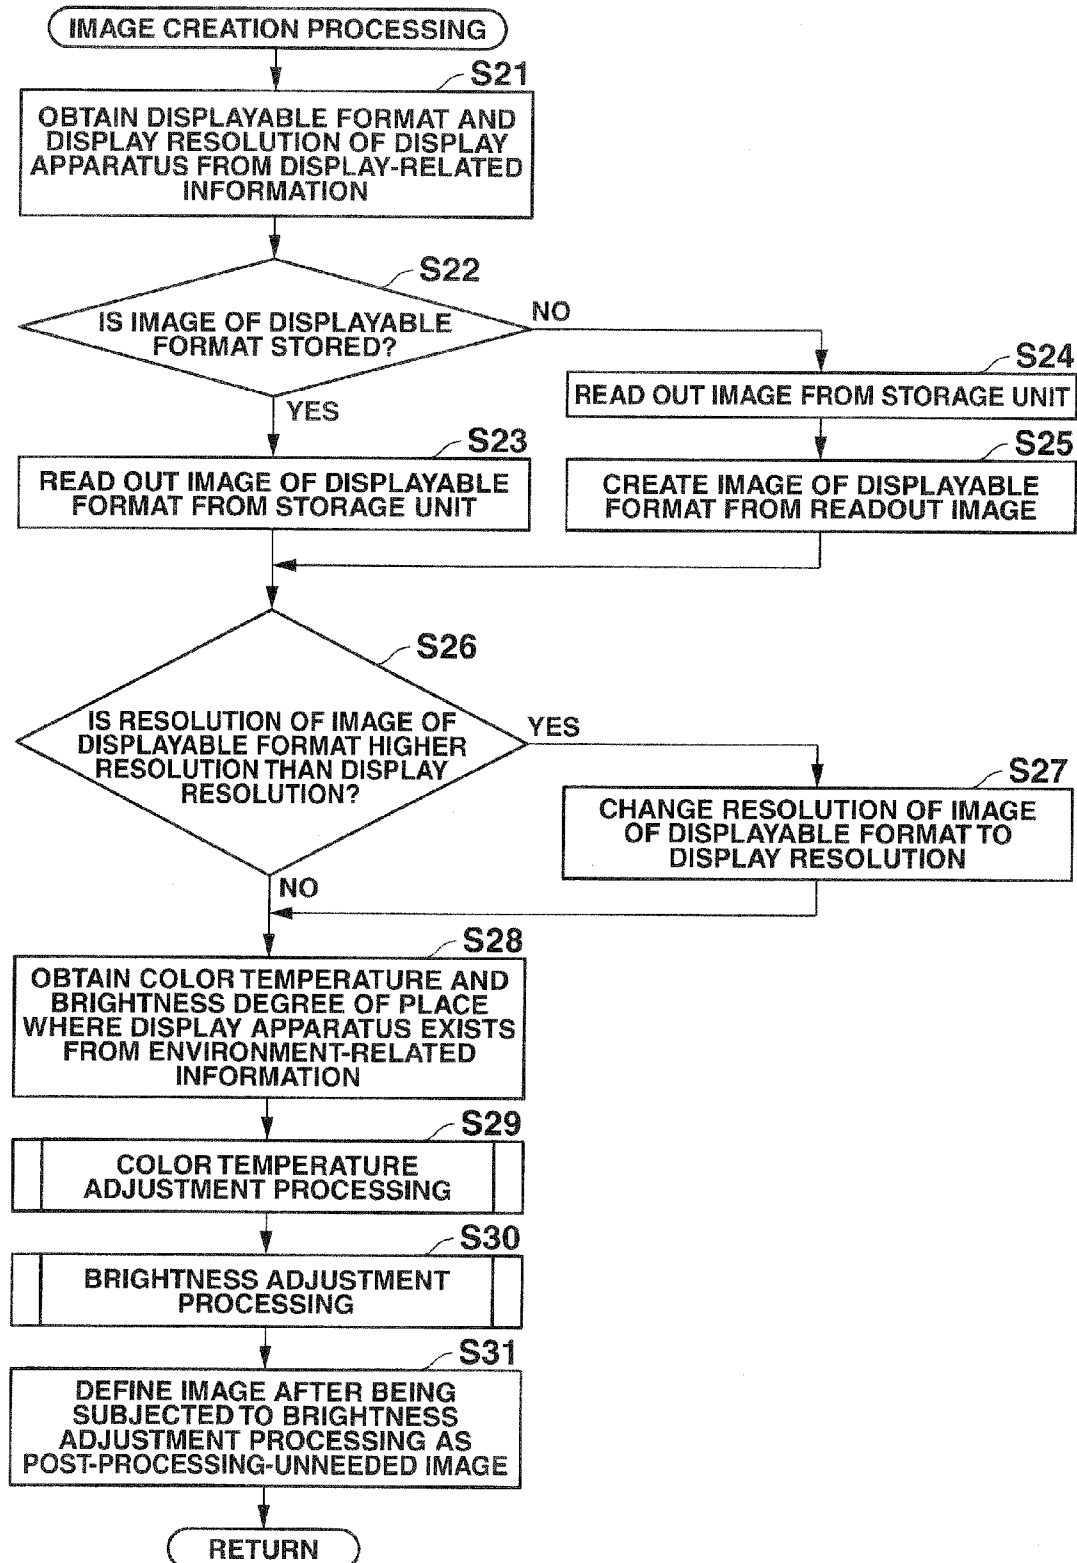 IMAGE CREATION PROCESSING
S21
OBTAIN DISPLAYABLE FORMAT AND
DISPLAY RESOLUTION OF DISPLAY
APPARATUS FROM DISPLAY-RELATED
INFORMATION
S22
IS IMAGE OF DISPLAYABLE
FORMAT STORED?
NO
YES
S24
READ OUT IMAGE FROM STORAGE UNIT
S23
READ OUT IMAGE OF DISPLAYABLE
FORMAT FROM STORAGE UNIT
S25
CREATE IMAGE OF DISPLAYABLE
FORMAT FROM READOUT IMAGE
S26
IS RESOLUTION OF IMAGE OF
DISPLAYABLE FORMAT HIGHER
RESOLUTION THAN DISPLAY
RESOLUTION?
YES
NO
S27
CHANGE RESOLUTION OF IMAGE
OF DISPLAYABLE FORMAT TO
DISPLAY RESOLUTION
S28
OBTAIN COLOR TEMPERATURE AND
BRIGHTNESS DEGREE OF PLACE
WHERE DISPLAY APPARATUS EXISTS
FROM ENVIRONMENT-RELATED
INFORMATION
S29
COLOR TEMPERATURE
ADJUSTMENT PROCESSING
S30
BRIGHTNESS ADJUSTMENT
PROCESSING
S31
DEFINE IMAGE AFTER BEING
SUBJECTED TO BRIGHTNESS
ADJUSTMENT PROCESSING AS
POST-PROCESSING-UNNEEDED IMAGE
RETURN